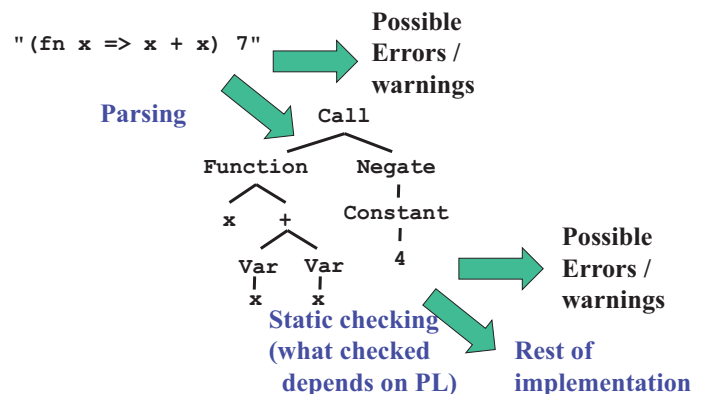 "(fn x => x + x) 7"
Possible
Errors /
warnings
Parsing
Call
Function Negate
x + Constant
Var Var 4
x x
Possible
Errors /
warnings
Static checking
(what checked
depends on PL)
Rest of
implementation